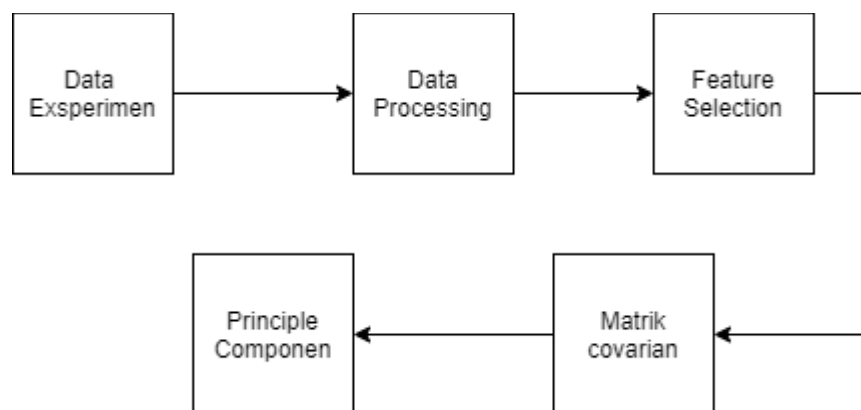 Data
Exsperimen
Data
Processing
Feature
Selection
Principle
Componen
Matrik
covarian